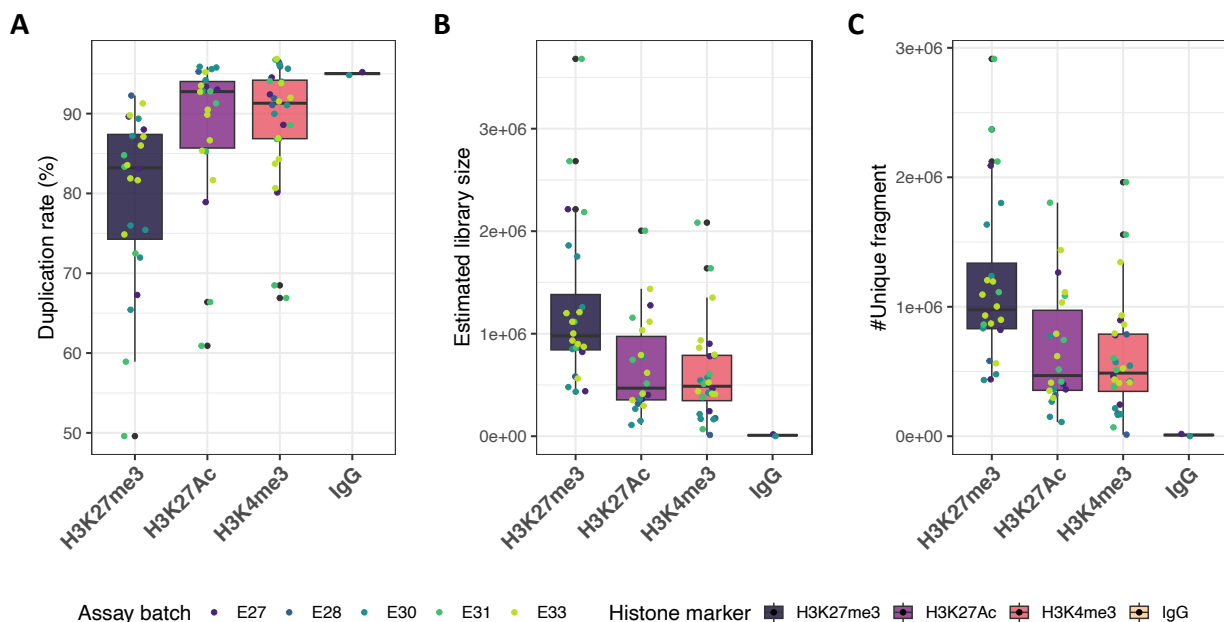 A
Duplication rate (%)
90
80
70
60
50
H3K27me3
H3K27Ac
H3K4me3
IgG
B
Estimated library size
3e+06
2e+06
1e+06
0e+00
H3K27me3
H3K27Ac
H3K4me3
IgG
C
#Unique fragment
3e+06
2e+06
1e+06
0e+00
H3K27me3
H3K27Ac
H3K4me3
IgG
Assay batch E27 E28 E30 E31 E33 Histone marker H3K27me3 H3K27Ac H3K4me3 IgG